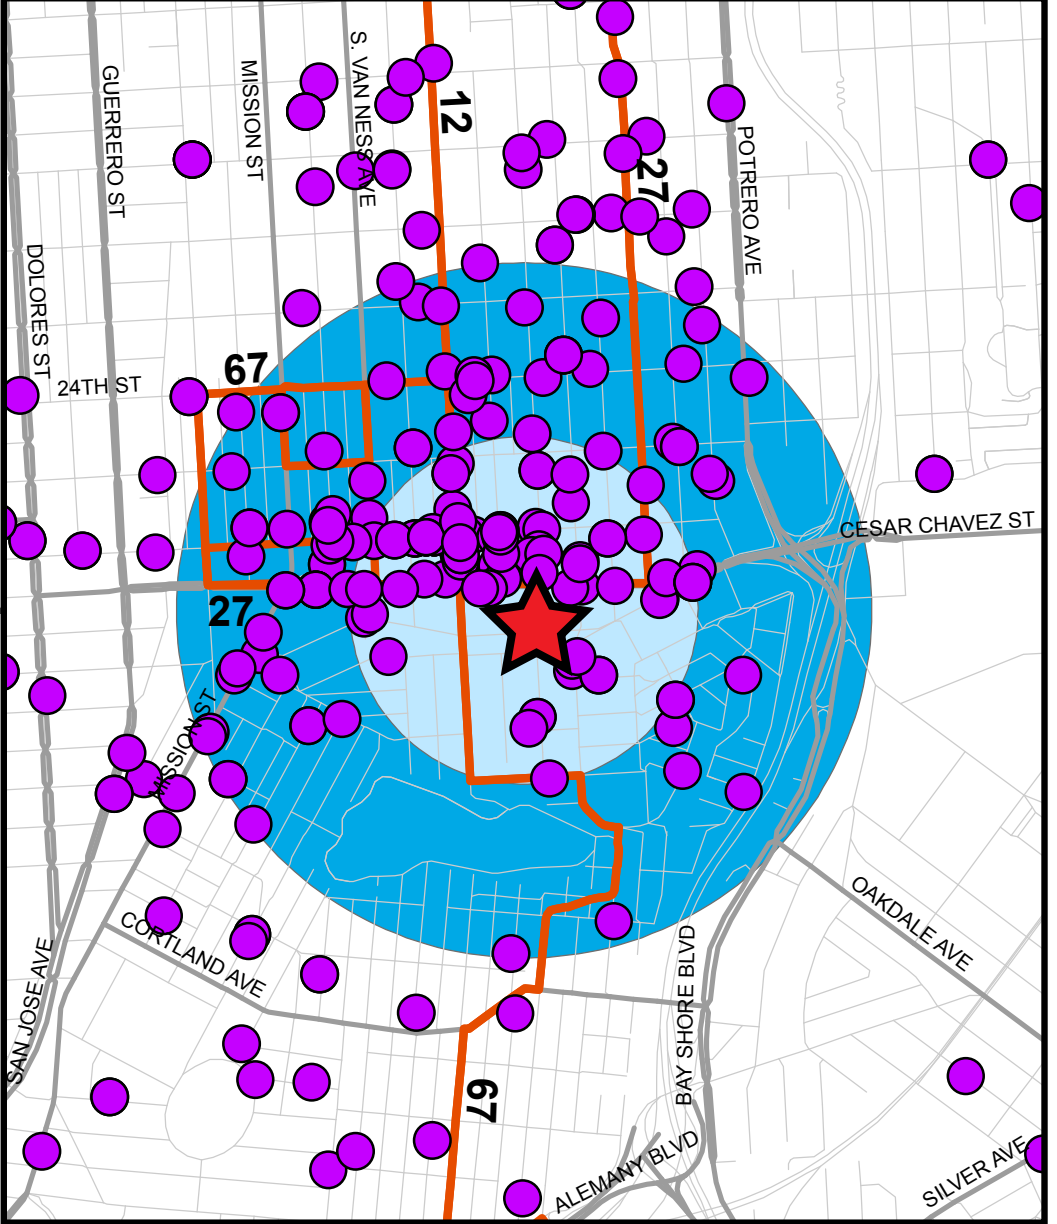 GUERRERO ST
MISSION ST
S. VAN NESS AVE
12
27
POTRERO AVE
DOLORES ST
67
24TH ST
CESAR CHAVEZ ST
27
MISSION ST
CORTLAND AVE
OAKDALE AVE
SAN JOSE AVE
BAY SHORE BLVD
67
ALEMANY BLVD
SILVER AVE